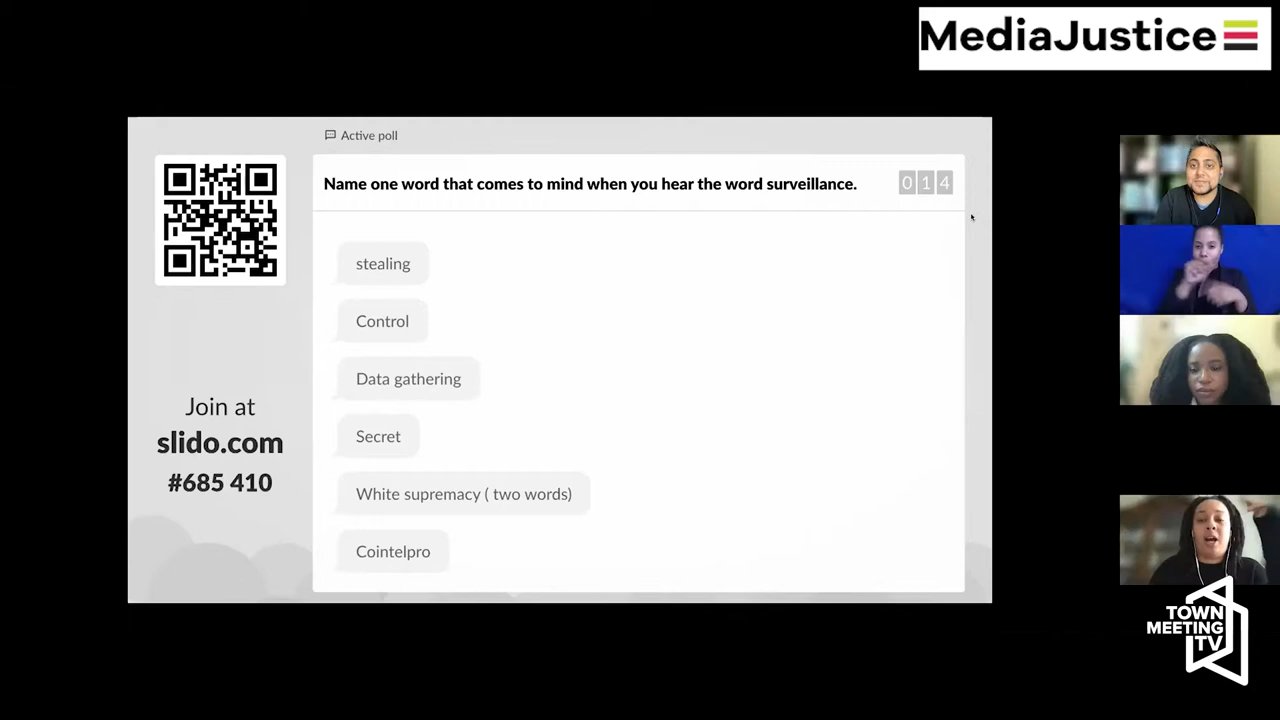 MediaJustice
Active poll
Name one word that comes to mind when you hear the word surveillance.
014
stealing
Control
Data gathering
Secret
White supremacy ( two words)
Cointelpro
Join at
slido.com
#685 410
TOWN
MEETING
TV